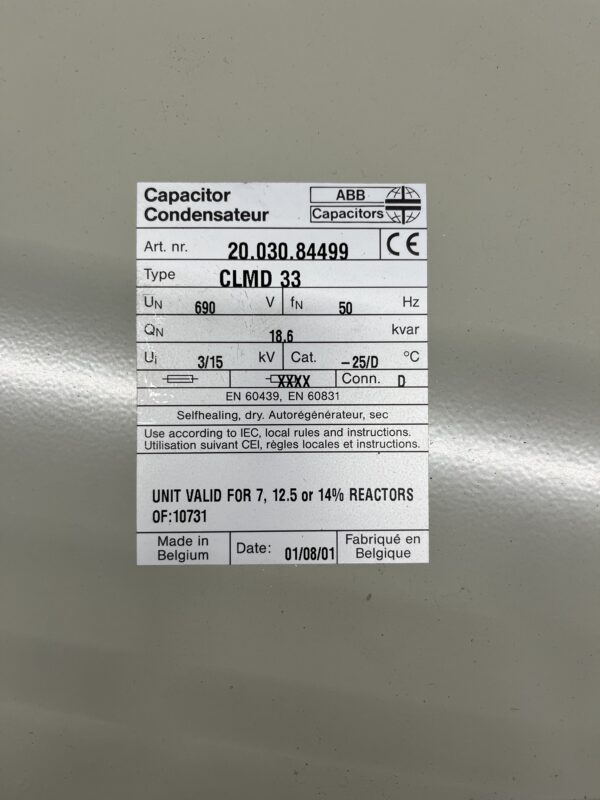 Capacitor
Condensateur
ABB
Capacitors
Art. nr. 20.030.84499 CE
Type CLMD 33
UN 690 V fN 50 Hz
QN 18,6 kvar
Ui 3/15 kV Cat. -25/D °C
XXXX Conn. D
EN 60439, EN 60831
Selfhealing, dry. Autorégénérateur, sec
Use according to IEC, local rules and instructions.
Utilisation suivant CEI, règles locales et instructions.
UNIT VALID FOR 7, 12.5 or 14% REACTORS
OF:10731
Made in
Belgium
Date: 01/08/01
Fabriqué en
Belgique